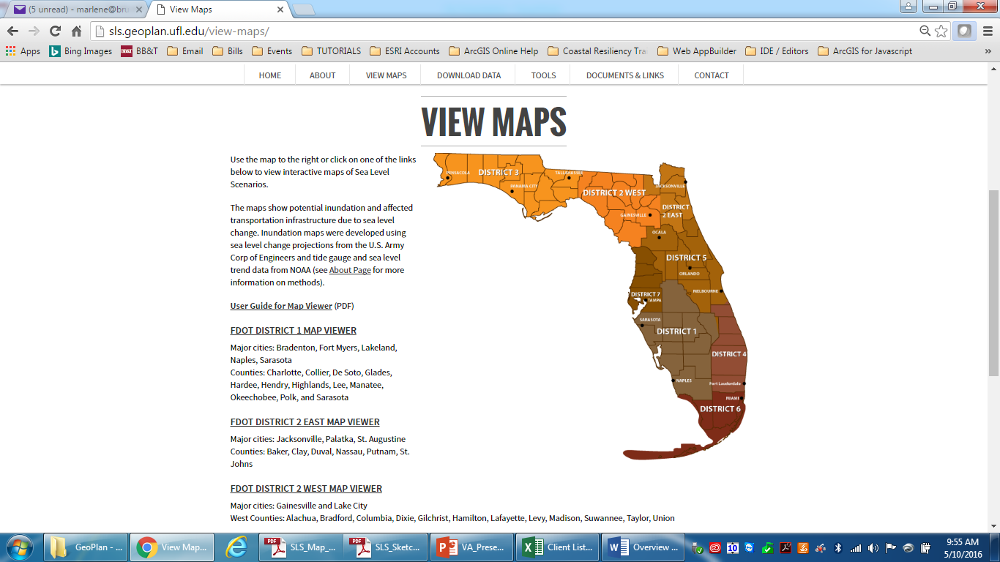 (5 unread) - marlene@bru
View Maps
sls.geoplan.ufl.edu/view-maps/
Apps Bing Images BB&T Email Bills Events TUTORIALS ESRI Accounts ArcGIS Online Help Coastal Resiliency Tra Web AppBuilder IDE / Editors ArcGIS for Javascript »
HOME ABOUT VIEW MAPS DOWNLOAD DATA TOOLS DOCUMENTS & LINKS CONTACT
VIEW MAPS
Use the map to the right or click on one of the links
below to view interactive maps of Sea Level
Scenarios.
The maps show potential inundation and affected
transportation infrastructure due to sea level
change. Inundation maps were developed using
sea level change projections from the U.S. Army
Corp of Engineers and tide gauge and sea level
trend data from NOAA (see About Page for more
information on methods).
User Guide for Map Viewer (PDF)
FDOT DISTRICT 1 MAP VIEWER
Major cities: Bradenton, Fort Myers, Lakeland,
Naples, Sarasota
Counties: Charlotte, Collier, De Soto, Glades,
Hardee, Hendry, Highlands, Lee, Manatee,
Okeechobee, Polk, and Sarasota
FDOT DISTRICT 2 EAST MAP VIEWER
Major cities: Jacksonville, Palatka, St. Augustine
Counties: Baker, Clay, Duval, Nassau, Putnam, St.
Johns
FDOT DISTRICT 2 WEST MAP VIEWER
Major cities: Gainesville and Lake City
West Counties: Alachua, Bradford, Columbia, Dixie, Gilchrist, Hamilton, Lafayette, Levy, Madison, Suwannee, Taylor, Union
PENSACOLA
DISTRICT 3
TALLAHASSEE
PANAMA CITY
DISTRICT 2 WEST
JACKSONVILLE
DISTRICT
2 EAST
GAINESVILLE
OCALA
DISTRICT 5
ORLANDO
MELBOURNE
DISTRICT 7
TAMPA
SARASOTA
DISTRICT 1
DISTRICT 4
NAPLES
Fort Lauderdale
MIAMI
DISTRICT 6
GeoPlan - ...
View Map...
SLS_Map_...
SLS_Sketc...
VA_Prese...
Client List...
Overview ...
10
9:55 AM
5/10/2016